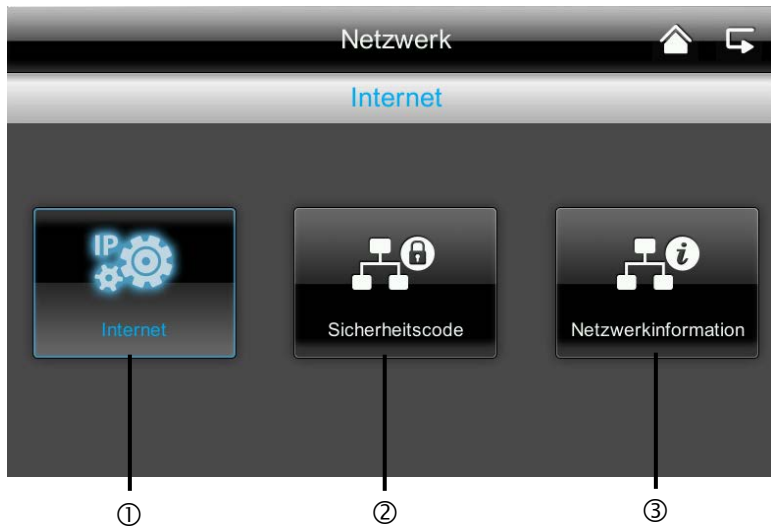 Netzwerk
Internet
IP
Internet
Sicherheitscode
i
Netzwerkinformation
① ② ③